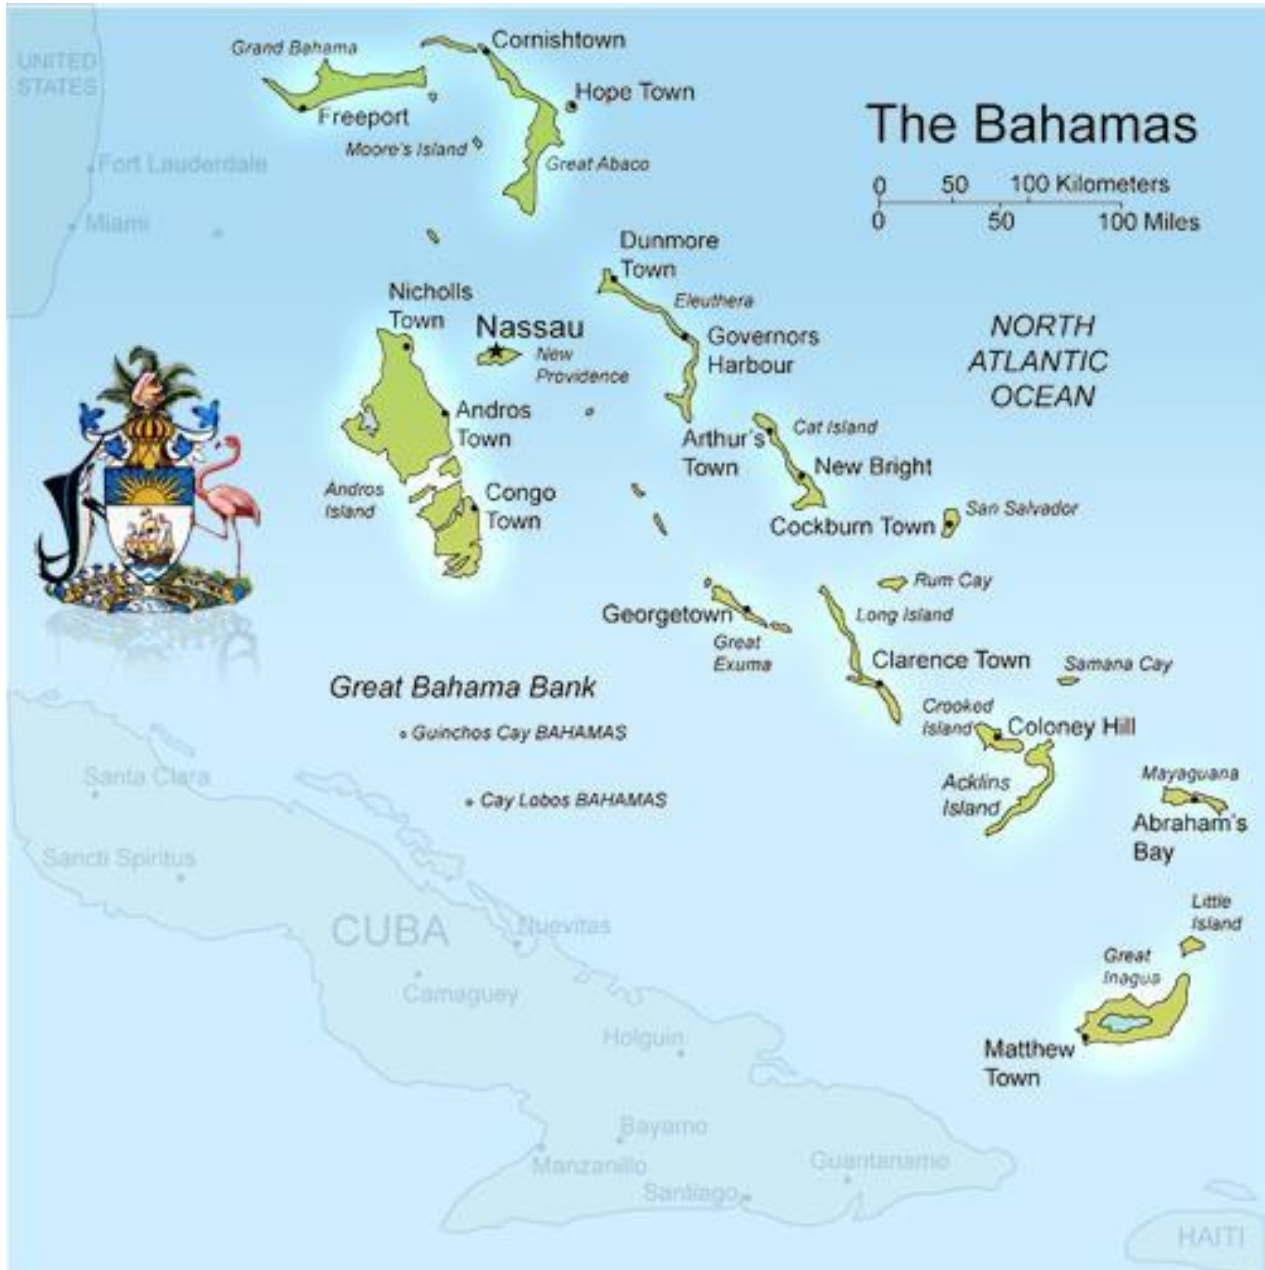 UNITED
STATES
Grand Bahama
Cornishtown
Hope Town
Freeport
Moore's Island
Great Abaco
Fort Lauderdale
Miami
The Bahamas
0 50 100 Kilometers
0 50 100 Miles
Dunmore
Town
Eleuthera
Nicholls
Town
Nassau
New
Providence
Governors
Harbour
NORTH
ATLANTIC
OCEAN
Andros
Town
Arthur's
Town
Cat Island
New Bright
Andros
Island
Congo
Town
Cockburn Town
San Salvador
Rum Cay
Georgetown
Long Island
Great
Exuma
Clarence Town
Samana Cay
Great Bahama Bank
Crooked
Island
Coloney Hill
Guinchos Cay BAHAMAS
Acklins
Island
Mayaguana
Cay Lobos BAHAMAS
Abraham's
Bay
Santa Clara
Sancti Spiritus
CUBA
Nuevitas
Little
Island
Great
Inagua
Camaguey
Holguin
Matthew
Town
Bayamo
Manzanillo
Guantanamo
Santiago
HAITI